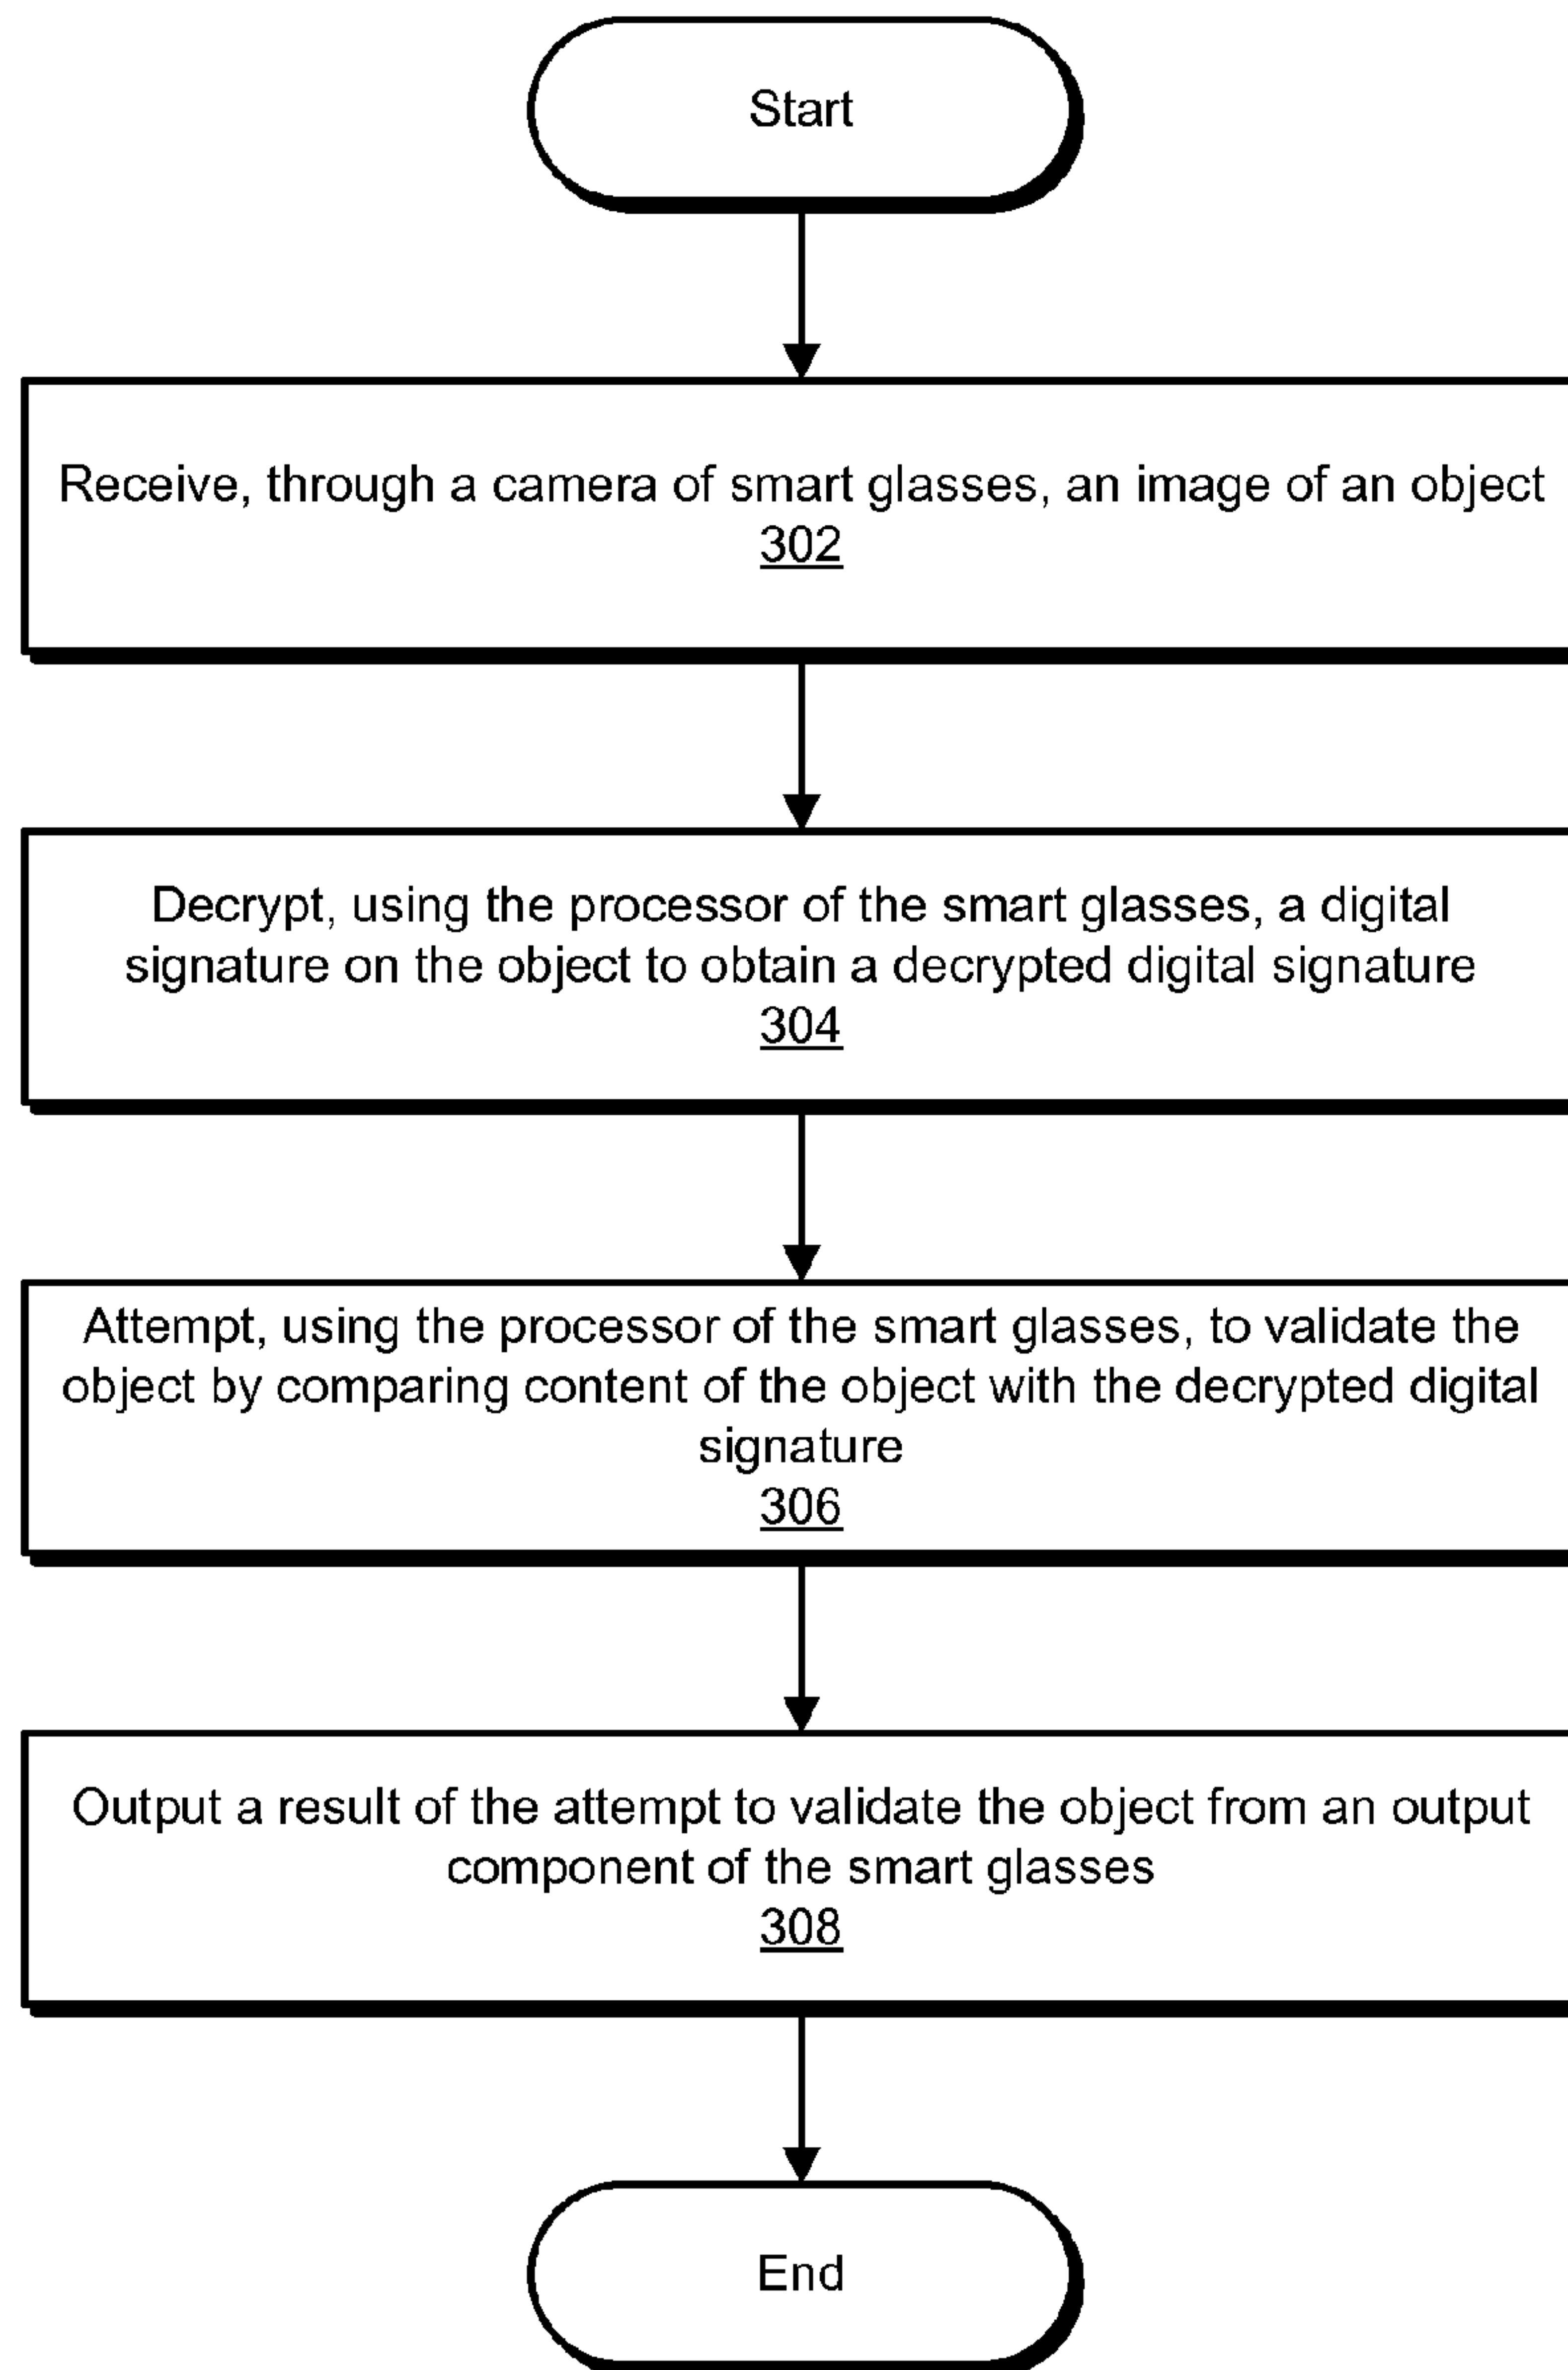 Start
Receive, through a camera of smart glasses, an image of an object
302
Decrypt, using the processor of the smart glasses, a digital
signature on the object to obtain a decrypted digital signature
304
Attempt, using the processor of the smart glasses, to validate the
object by comparing content of the object with the decrypted digital
signature
306
Output a result of the attempt to validate the object from an output
component of the smart glasses
308
End